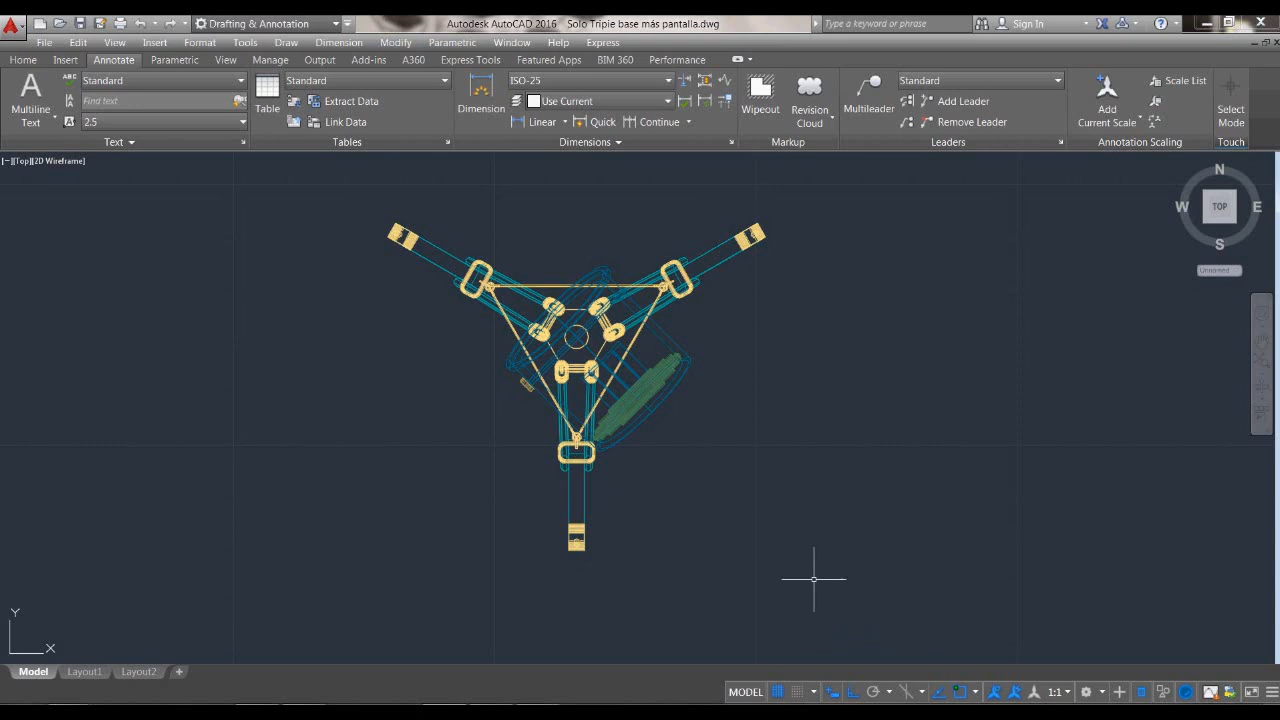 Drafting & Annotation
Autodesk AutoCAD 2016 Solo Tripie base más pantalla.dwg
Type a keyword or phrase
Sign In
File Edit View Insert Format Tools Draw Dimension Modify Parametric Window Help Express
Home Insert Annotate Parametric View Manage Output Add-ins A360 Express Tools Featured Apps BIM 360 Performance
Multiline Text
ABC
Standard
Find text
2.5
Text
Table
Standard
Extract Data
Link Data
Tables
Dimension
ISO-25
Use Current
Linear Quick Continue
Dimensions
Wipeout
Revision Cloud
Markup
Multileader
Standard
Add Leader
Remove Leader
Leaders
Add Current Scale
Scale List
Annotation Scaling
Select Mode
Touch
[−][Top][2D Wireframe]
N
W TOP E
S
Unnamed
Y
X
Model Layout1 Layout2 +
MODEL
1:1